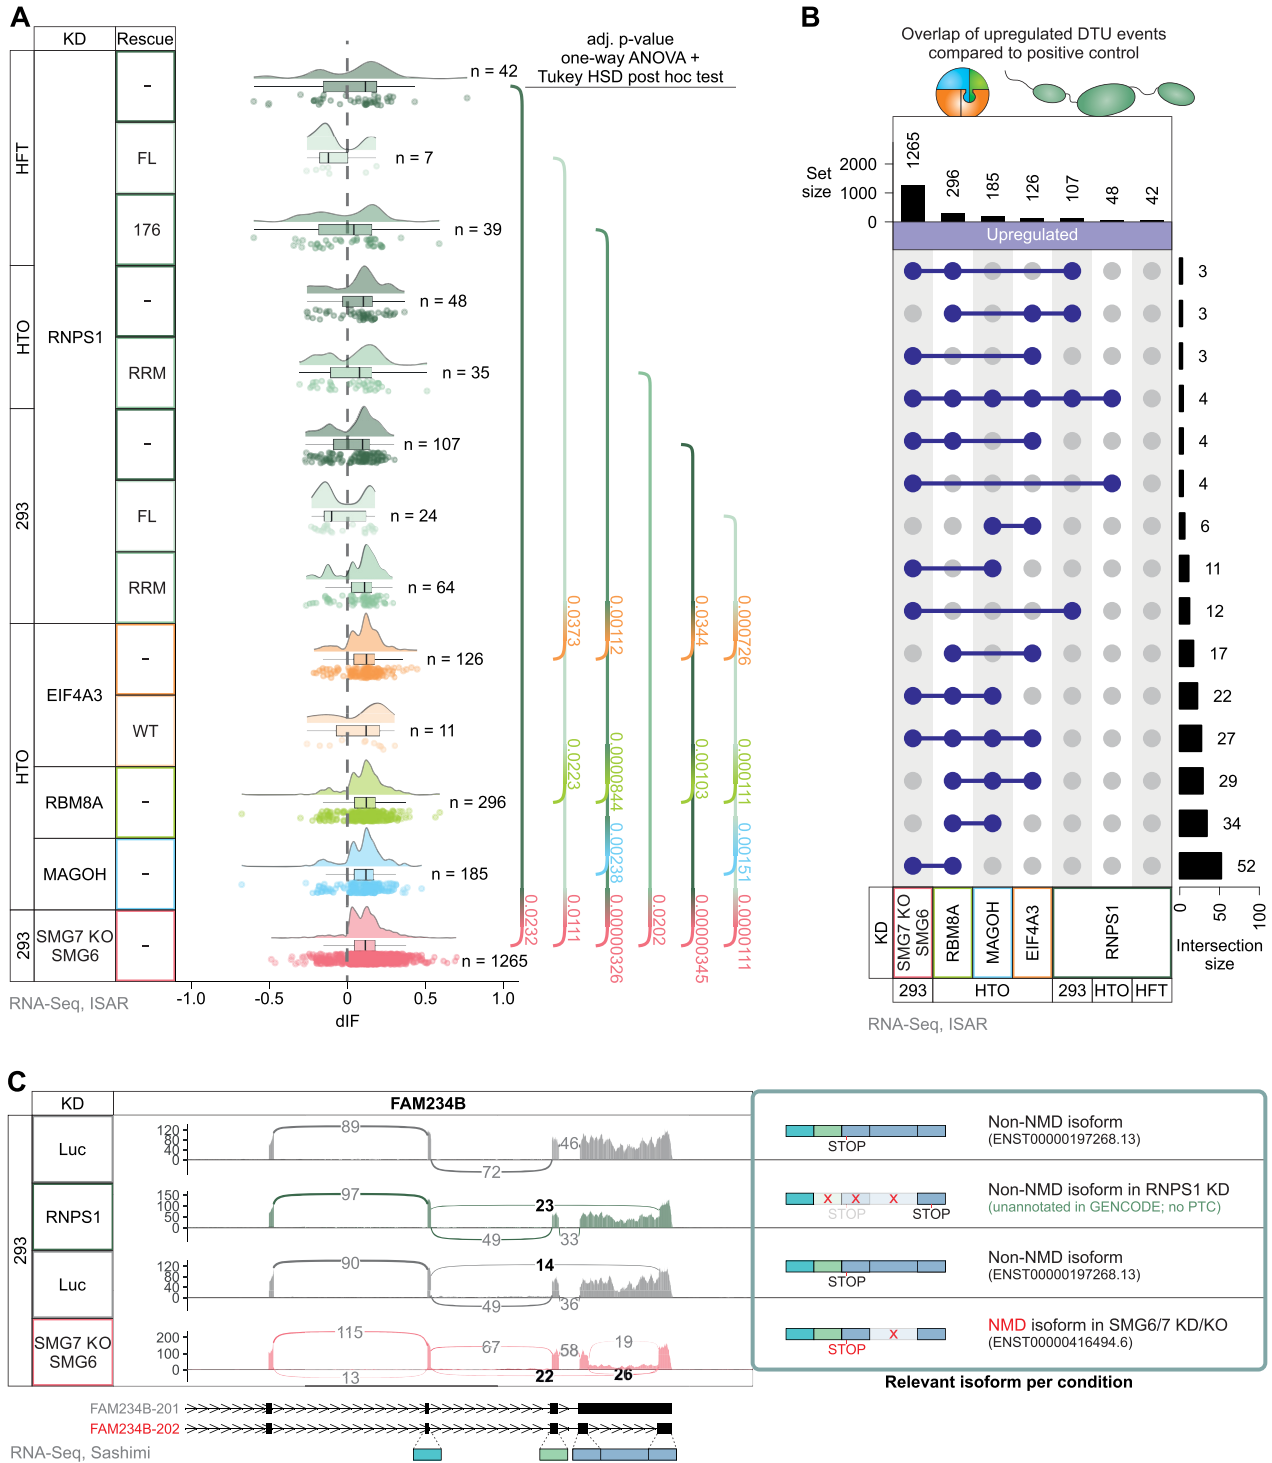 A
KD Rescue
adj. p-value
one-way ANOVA +
Tukey HSD post hoc test
HFT
HTO
293
HTO
293
RNPS1
EIF4A3
RBM8A
MAGOH
SMG7 KO
SMG6
-
FL
176
-
RRM
-
FL
RRM
-
WT
-
-
-
n = 42
n = 7
n = 39
n = 48
n = 35
n = 107
n = 24
n = 64
n = 126
n = 11
n = 296
n = 185
n = 1265
0.0373
0.00112
0.0344
0.000726
0.0223
0.0000844
0.00103
0.000111
0.00238
0.00151
0.0232
0.0111
0.00000326
0.0202
0.00000345
0.0000111
-1.0 -0.5 0 0.5 1.0
dIF
RNA-Seq, ISAR
B
Overlap of upregulated DTU events
compared to positive control
Set
size
2000
1000
0
1265 296 185 126 107 48 42
Upregulated
3
3
3
4
4
4
6
11
12
17
22
27
29
34
52
KD
SMG7 KO
SMG6
RBM8A
MAGOH
EIF4A3
RNPS1
293 HTO 293 HTO HFT
0 50 100
Intersection
size
RNA-Seq, ISAR
C
KD
FAM234B
293
Luc
120
80
40
0
89
72
46
Non-NMD isoform
(ENST00000197268.13)
STOP
RNPS1
150
100
50
0
97
23
49
33
X X X
STOP
STOP
Non-NMD isoform in RNPS1 KD
(unannotated in GENCODE; no PTC)
Luc
120
80
40
0
90
14
49
36
STOP
Non-NMD isoform
(ENST00000197268.13)
SMG7 KO
SMG6
200
100
0
115
67
58
19
13
22
26
X
STOP
NMD isoform in SMG6/7 KD/KO
(ENST00000416494.6)
Relevant isoform per condition
FAM234B-201
FAM234B-202
RNA-Seq, Sashimi